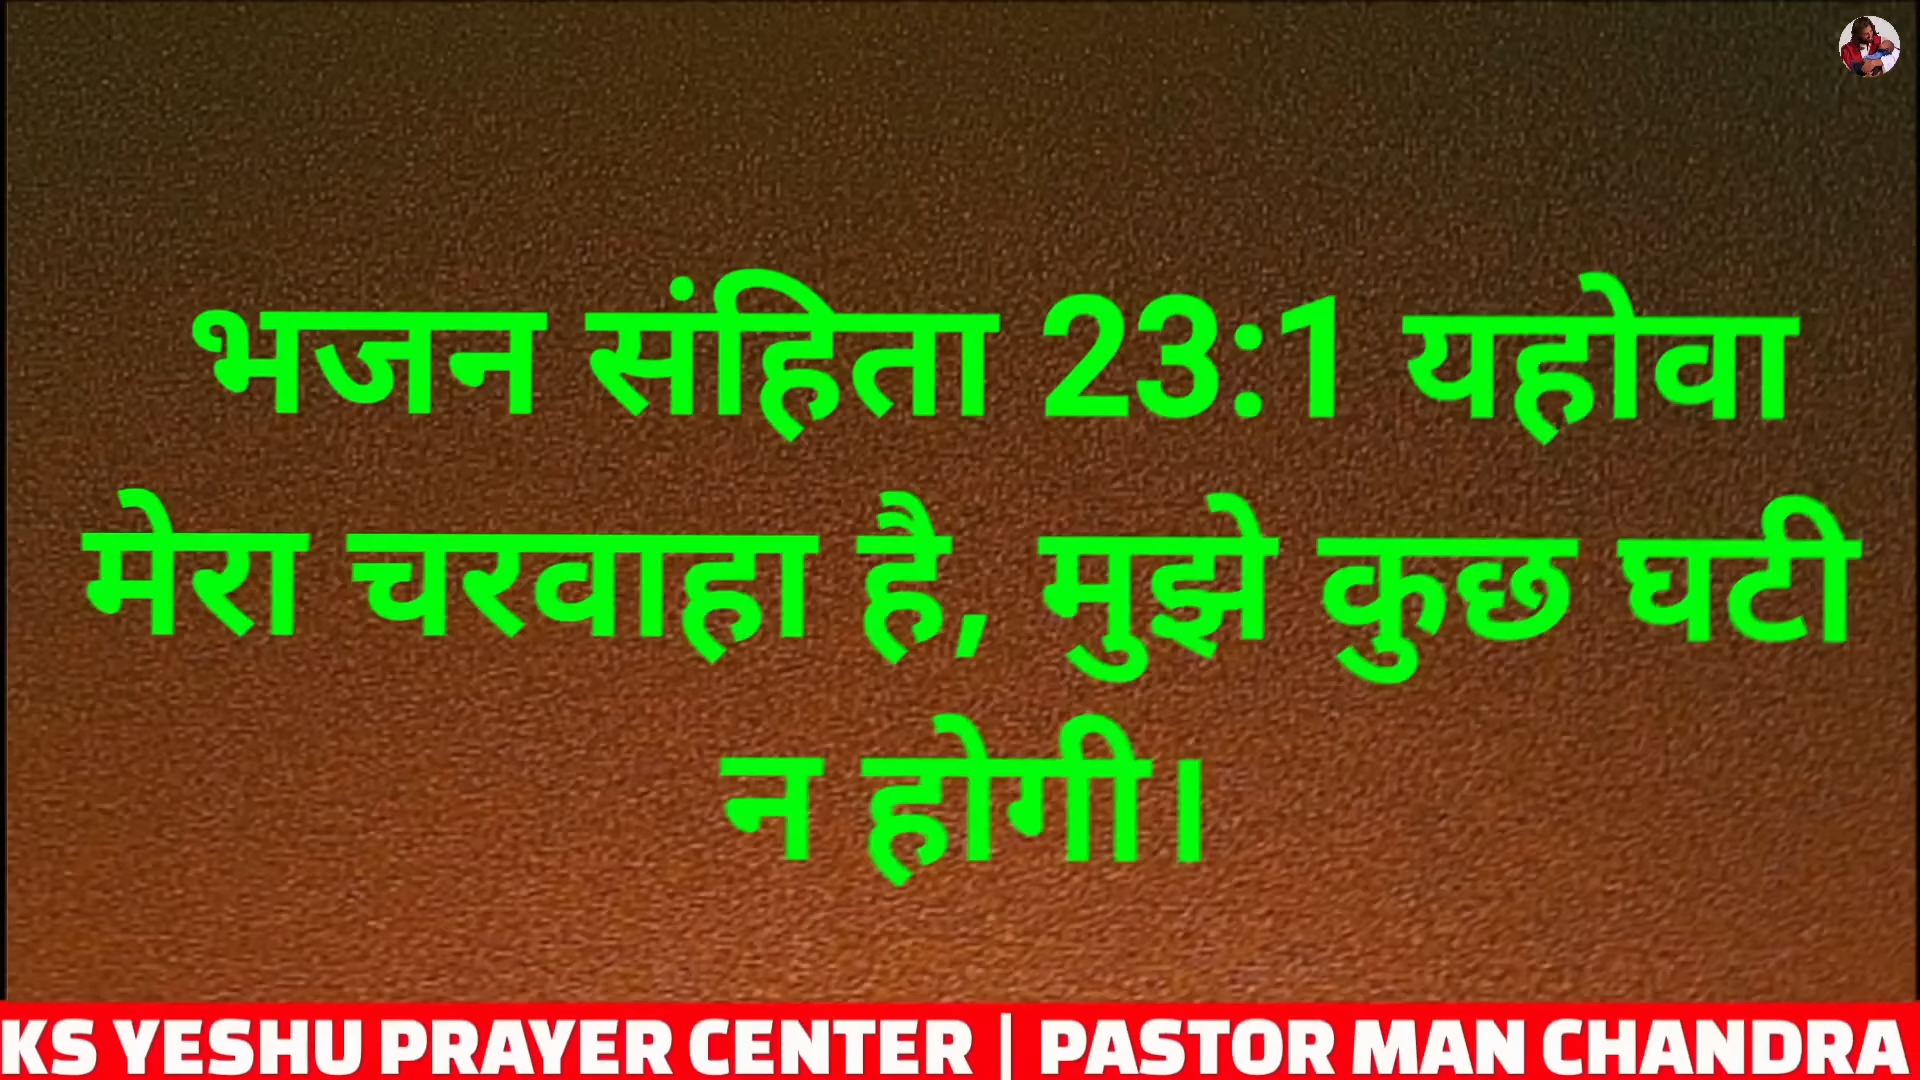 भजन संहिता 23:1 यहोवा
मेरा चरवाहा है, मुझे कुछ घटी
न होगी।
KS YESHU PRAYER CENTER | PASTOR MAN CHANDRA